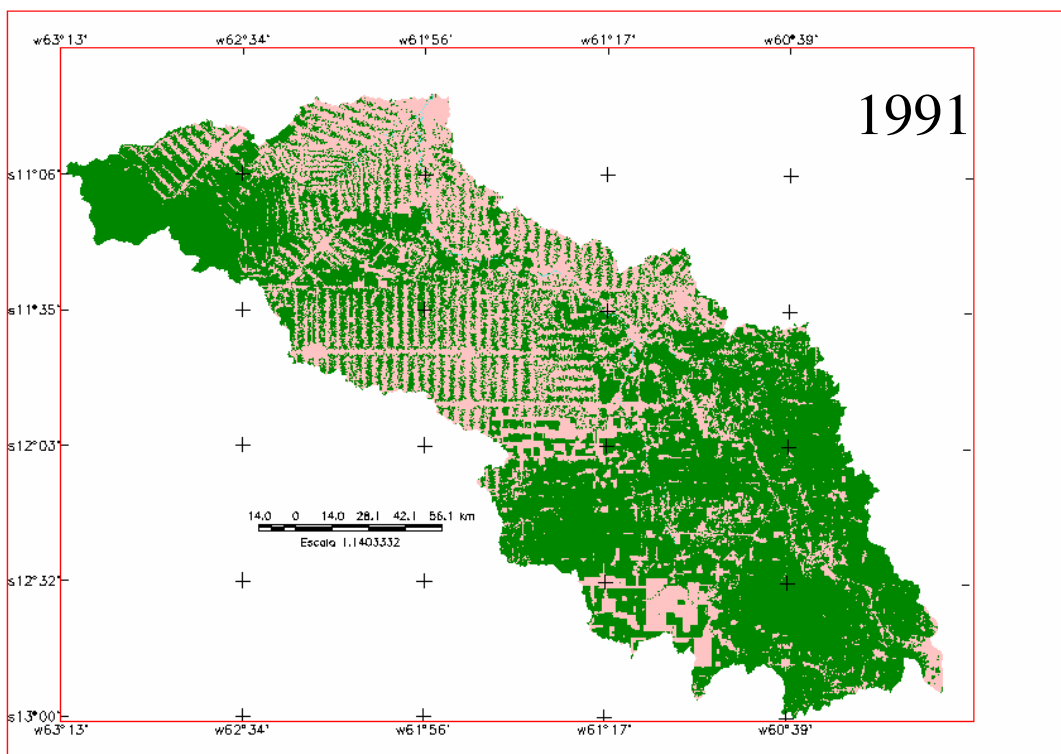 w63°13' w62°34' w61°56' w61°17' w60°39'
1991
s11°06'
s11°35'
s12°03'
14.0 0 14.0 28.1 42.1 56.1 km
Escala 1.1403332
s12°32'
s13°00'
w63°13' w62°34' w61°56' w61°17' w60°39'